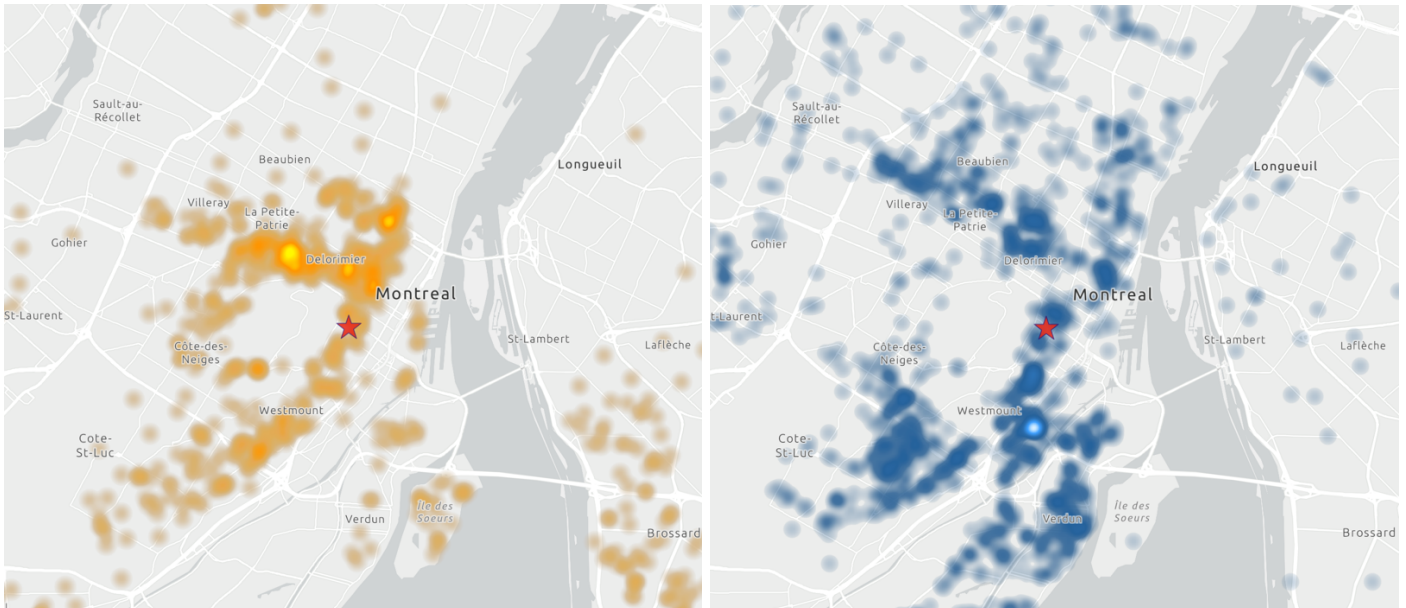 Sault-au-
Récollet
Beaubien
Longueuil
Villeray
La Petite-
Patrie
Gohier
Delorimier
Montreal
St-Laurent
St-Lambert
Laflèche
Côte-des-
Neiges
Westmount
Cote-
St-Luc
Île des
Soeurs
Verdun
Brossard
Sault-au-
Récollet
Beaubien
Longueuil
Villeray
La Petite-
Patrie
Gohier
Delorimier
Montreal
t-Laurent
St-Lambert
Laflèche
Côte-des-
Neiges
Westmount
Cote-
St-Luc
Île des
Soeurs
Verdun
Brossard